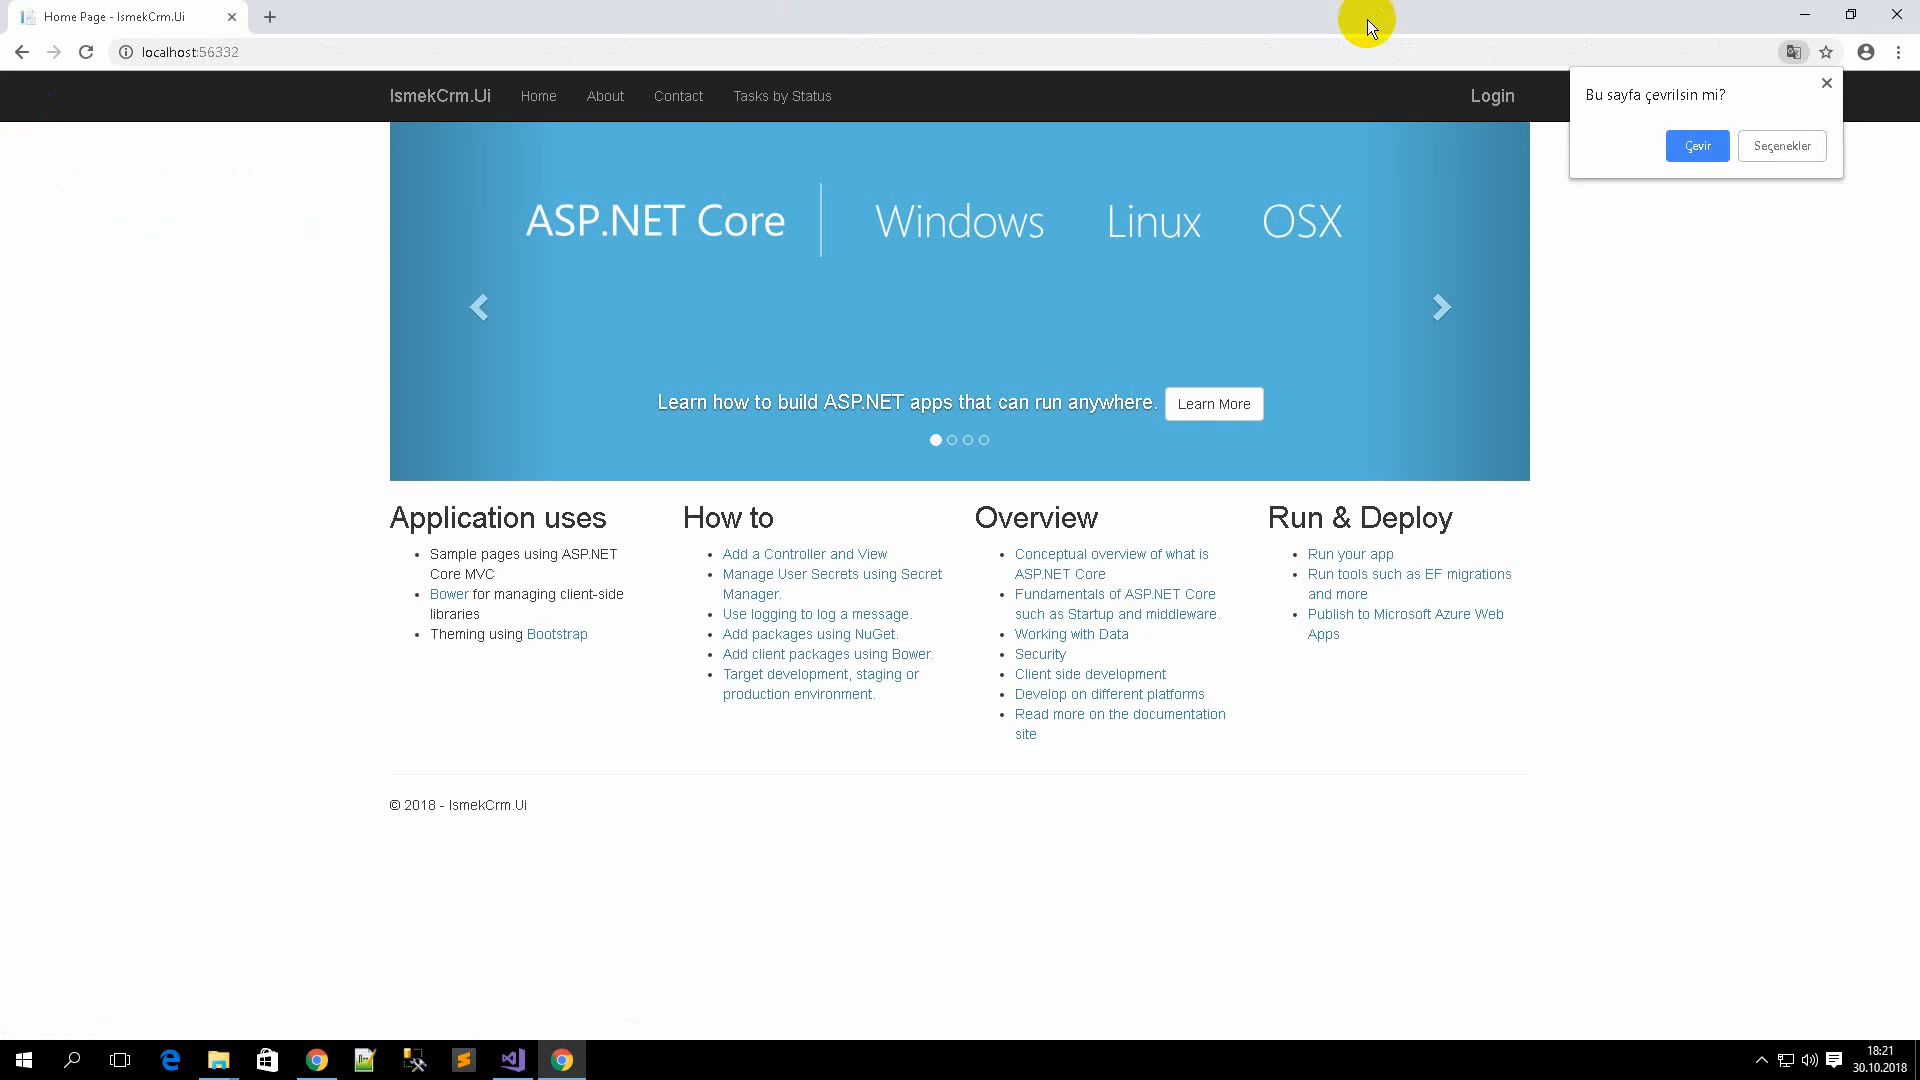 Home Page - IsmekCrm.Ui
localhost:56332
IsmekCrm.Ui Home About Contact Tasks by Status Login
Bu sayfa çevrilsin mi?
Çevir Seçenekler
ASP.NET Core Windows Linux OSX
Learn how to build ASP.NET apps that can run anywhere. Learn More
Application uses
Sample pages using ASP.NET
Core MVC
Bower for managing client-side
libraries
Theming using Bootstrap
How to
Add a Controller and View
Manage User Secrets using Secret
Manager.
Use logging to log a message.
Add packages using NuGet.
Add client packages using Bower.
Target development, staging or
production environment.
Overview
Conceptual overview of what is
ASP.NET Core
Fundamentals of ASP.NET Core
such as Startup and middleware.
Working with Data
Security
Client side development
Develop on different platforms
Read more on the documentation
site
Run & Deploy
Run your app
Run tools such as EF migrations
and more
Publish to Microsoft Azure Web
Apps
© 2018 - IsmekCrm.Ui
18:21
30.10.2018